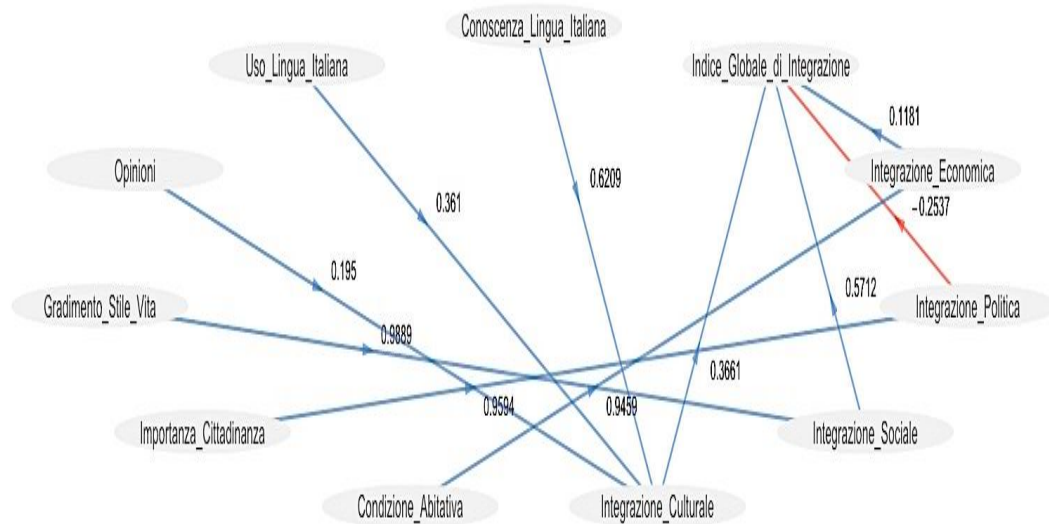 Conoscenza_Lingua_Italiana
Uso_Lingua_Italiana
Indice_Globale_di_Integrazione
0.1181
Opinioni
0.6209
Integrazione_Economica
0.361
−0.2537
0.195
Gradimento_Stile_Vita
0.5712
Integrazione_Politica
0.9889
0.3661
0.9594
0.9459
Importanza_Cittadinanza
Integrazione_Sociale
Condizione_Abitativa
Integrazione_Culturale